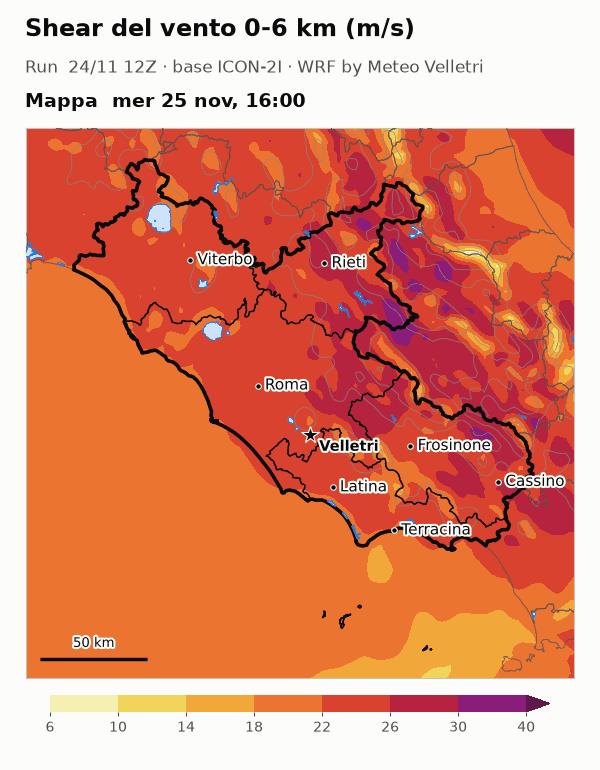 Shear del vento 0-6 km (m/s)
Run  24/11 12Z · base ICON-2I · WRF by Meteo Velletri
Mappa  mer 25 nov, 16:00
Viterbo
Rieti
Roma
Velletri
Frosinone
Cassino
Latina
Terracina
50 km
6 10 14 18 22 26 30 40